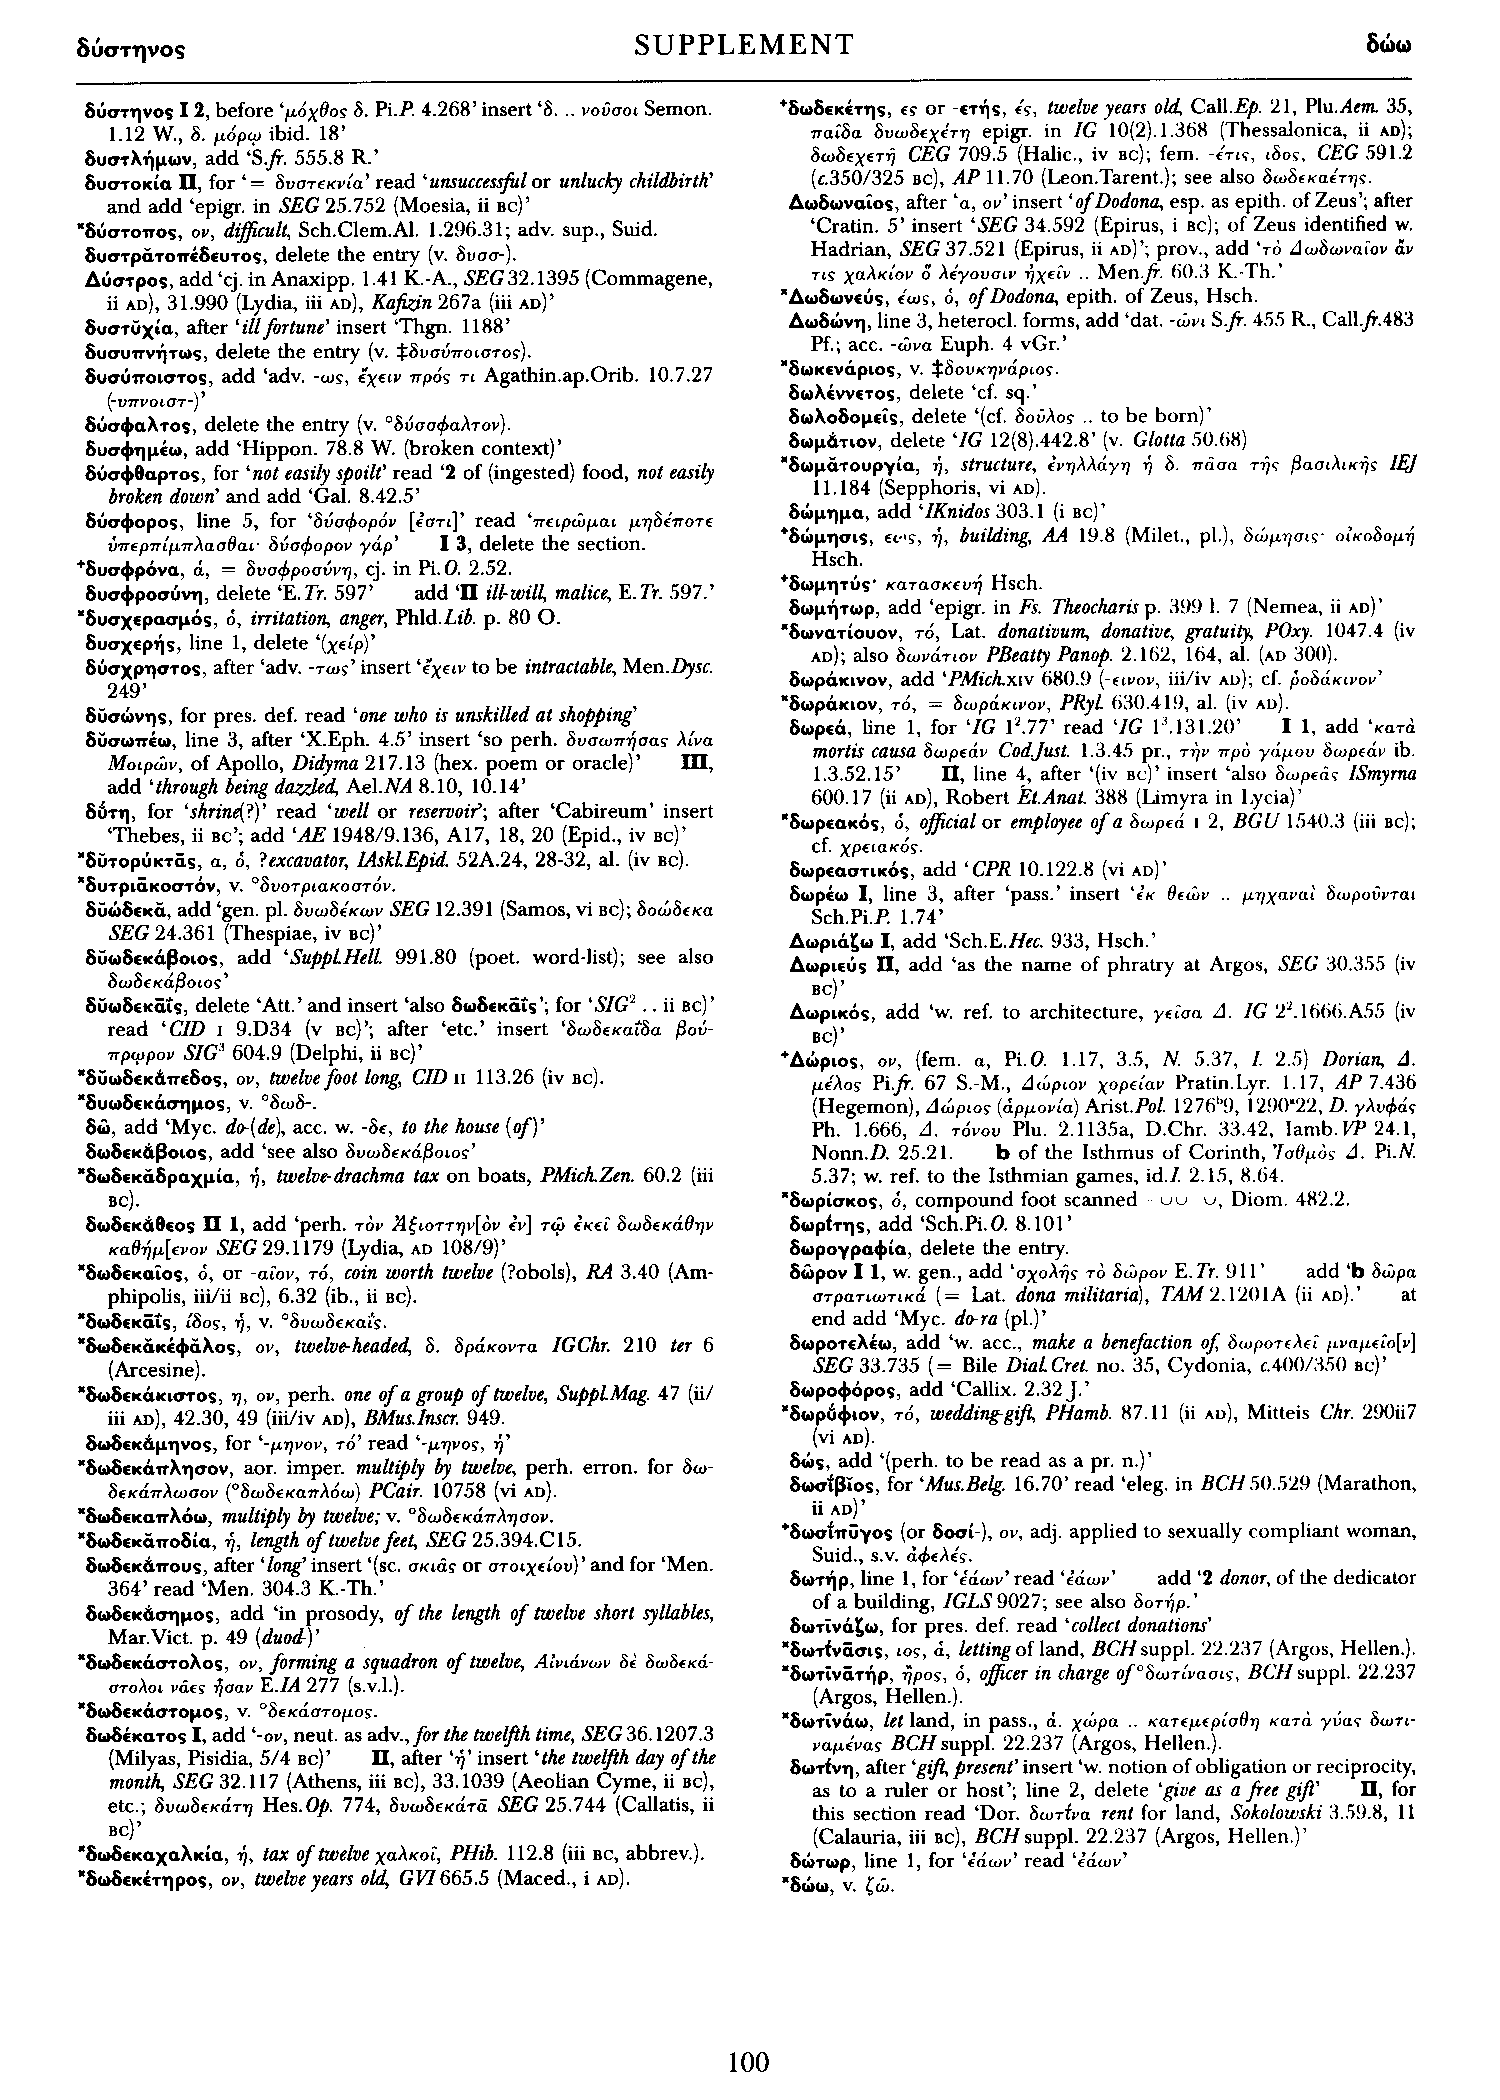 δύστηνος SUPPLEMENT δώω
δύστηνος I 2, before ‘μόχθος δ. Pi.P. 4.268’ insert ‘δ. .. νοῦσοι Semon.
1.12 W., δ. μόρῳ ibid. 18’
δυστλήμων, add ‘S.fr. 555.8 R.’
δυστοκία II, for ‘= δυστεκνία’ read ‘unsuccessful or unlucky childbirth’
and add ‘epigr. in SEG 25.752 (Moesia, ii BC)’
*δύστοπος, ον, difficult, Sch.Clem.Al. 1.296.31; adv. sup., Suid.
δυστρᾰτοπέδευτος, delete the entry (v. δυσσ-).
Δύστρος, add ‘cj. in Anaxipp. 1.41 K.-A., SEG 32.1395 (Commagene,
ii AD), 31.990 (Lydia, iii AD), Kafizin 267a (iii AD)’
δυστῠχία, after ‘ill fortune’ insert ‘Thgn. 1188’
δυσυπνήτως, delete the entry (v. ‡δυσύποιστος).
δυσύποιστος, add ‘adv. -ως, ἔχειν πρός τι Agathin.ap.Orib. 10.7.27
(-υπνοιστ-)’
δύσφαλτος, delete the entry (v. °δύσσφαλτον).
δυσφημέω, add ‘Hippon. 78.8 W. (broken context)’
δύσφθαρτος, for ‘not easily spoilt’ read ‘2 of (ingested) food, not easily
broken down’ and add ‘Gal. 8.42.5’
δύσφορος, line 5, for ‘δύσφορόν [ἐστι]’ read ‘πειρῶμαι μηδέποτε
ὑπερπίμπλασθαι· δύσφορον γάρ’ I 3, delete the section.
⁺δυσφρόνα, ἁ, = δυσφροσύνη, cj. in Pi.O. 2.52.
δυσφροσύνη, delete ‘E.Tr. 597’ add ‘II ill-will, malice, E.Tr. 597.’
*δυσχερασμός, ὁ, irritation, anger, Phld.Lib. p. 80 O.
δυσχερής, line 1, delete ‘(χείρ)’
δύσχρηστος, after ‘adv. -τως’ insert ‘ἔχειν to be intractable, Men.Dysc.
249’
δῠσώνης, for pres. def. read ‘one who is unskilled at shopping’
δῠσωπέω, line 3, after ‘X.Eph. 4.5’ insert ‘so perh. δυσωπήσας λίνα
Μοιρῶν, of Apollo, Didyma 217.13 (hex. poem or oracle)’ III,
add ‘through being dazzled, Ael.NA 8.10, 10.14’
δύτη, for ‘shrine(?)’ read ‘well or reservoir’; after ‘Cabireum’ insert
‘Thebes, ii BC’; add ‘AE 1948/9.136, A17, 18, 20 (Epid., iv BC)’
*δῠτορύκτᾱς, α, ὁ, ?excavator, IAskl.Epid. 52A.24, 28-32, al. (iv BC).
*δυτριᾱκοστόν, v. °δυοτριακοστόν.
δῠώδεκᾰ, add ‘gen. pl. δυωδέκων SEG 12.391 (Samos, vi BC); δοώδεκα
SEG 24.361 (Thespiae, iv BC)’
δῠωδεκάβοιος, add ‘Suppl.Hell. 991.80 (poet. word-list); see also
δωδεκάβοιος’
δῠωδεκᾱΐς, delete ‘Att.’ and insert ‘also δωδεκᾱΐς’; for ‘SIG² . . ii BC)’
read ‘CID I 9.D34 (v BC)’; after ‘etc.’ insert ‘δωδεκαΐδα βού-
πρῳρον SIG³ 604.9 (Delphi, ii BC)’
*δῠωδεκάπεδος, ον, twelve foot long, CID II 113.26 (iv BC).
*δυωδεκάσημος, v. °δωδ-.
δῶ, add ‘Myc. do-(de), acc. w. -δε, to the house (of)’
δωδεκάβοιος, add ‘see also δυωδεκάβοιος’
*δωδεκᾰδραχμία, ἡ, twelve-drachma tax on boats, PMich.Zen. 60.2 (iii
BC).
δωδεκάθεος II 1, add ‘perh. τὸν Ἀξιοττην[ὸν ἐν] τῷ ἐκεῖ δωδεκάθην
καθήμ[ενον SEG 29.1179 (Lydia, AD 108/9)’
*δωδεκαῖος, ὁ, or -αῖον, τό, coin worth twelve (?obols), RA 3.40 (Am-
phipolis, iii/ii BC), 6.32 (ib., ii BC).
*δωδεκᾱΐς, ίδος, ἡ, v. °δυωδεκαΐς.
*δωδεκᾰκέφᾰλος, ον, twelve-headed, δ. δράκοντα IGChr. 210 ter 6
(Arcesine).
*δωδεκάκιστος, η, ον, perh. one of a group of twelve, Suppl.Mag. 47 (ii/
iii AD), 42.30, 49 (iii/iv AD), BMus.Inscr. 949.
δωδεκάμηνος, for ‘-μηνον, τό’ read ‘-μηνος, ἡ’
*δωδεκάπλησον, aor. imper. multiply by twelve, perh. erron. for δω-
δεκάπλωσον (°δωδεκαπλόω) PCair. 10758 (vi AD).
*δωδεκαπλόω, multiply by twelve; v. °δωδεκάπλησον.
*δωδεκᾰποδία, ἡ, length of twelve feet, SEG 25.394.C15.
δωδεκάπους, after ‘long’ insert ‘(sc. σκιᾶς or στοιχείου)’ and for ‘Men.
364’ read ‘Men. 304.3 K.-Th.’
δωδεκάσημος, add ‘in prosody, of the length of twelve short syllables,
Mar.Vict. p. 49 (duod-)’
*δωδεκάστολος, ον, forming a squadron of twelve, Αἰνιάνων δὲ δωδεκά-
στολοι νᾶες ἦσαν E.IA 277 (s.v.l.).
*δωδεκάστομος, v. °δεκάστομος.
δωδέκατος I, add ‘-ον, neut. as adv., for the twelfth time, SEG 36.1207.3
(Milyas, Pisidia, 5/4 BC)’ II, after ‘ἡ’ insert ‘the twelfth day of the
month, SEG 32.117 (Athens, iii BC), 33.1039 (Aeolian Cyme, ii BC),
etc.; δυωδεκάτη Hes.Op. 774, δυωδεκάτᾱ SEG 25.744 (Callatis, ii
BC)’
*δωδεκαχαλκία, ἡ, tax of twelve χαλκοῖ, PHib. 112.8 (iii BC, abbrev.).
*δωδεκέτηρος, ον, twelve years old, GVI 665.5 (Maced., i AD).
⁺δωδεκέτης, ες or -ετής, ές, twelve years old, Call.Ep. 21, Plu.Aem. 35,
παῖδα δυωδεχέτη epigr. in IG 10(2).1.368 (Thessalonica, ii AD);
δωδεχετῆ CEG 709.5 (Halic., iv BC); fem. -έτις, ιδος, CEG 591.2
(c.350/325 BC), AP 11.70 (Leon.Tarent.); see also δωδεκαέτης.
Δωδωναῖος, after ‘α, ον’ insert ‘of Dodona, esp. as epith. of Zeus’; after
‘Cratin. 5’ insert ‘SEG 34.592 (Epirus, i BC); of Zeus identified w.
Hadrian, SEG 37.521 (Epirus, ii AD)’; prov., add ‘τὸ Δωδωναῖον ἄν
τις χαλκίον ὃ λέγουσιν ἠχεῖν .. Men.fr. 60.3 K.-Th.’
*Δωδωνεύς, έως, ὁ, of Dodona, epith. of Zeus, Hsch.
Δωδώνη, line 3, heterocl. forms, add ‘dat. -ῶνι S.fr. 455 R., Call.fr.483
Pf.; acc. -ῶνα Euph. 4 vGr.’
*δωκενάριος, v. ‡δουκηνάριος.
δωλέννετος, delete ‘cf. sq.’
δωλοδομεῖς, delete ‘(cf. δοῦλος .. to be born)’
δωμάτιον, delete ‘IG 12(8).442.8’ (v. Glotta 50.68)
*δωμᾰτουργία, ἡ, structure, ἐνηλλάγη ἡ δ. πᾶσα τῆς βασιλικῆς IEJ
11.184 (Sepphoris, vi AD).
δώμημα, add ‘IKnidos 303.1 (i BC)’
⁺δώμησις, εως, ἡ, building, AA 19.8 (Milet., pl.), δώμησις· οἰκοδομή
Hsch.
⁺δωμητύς· κατασκευή Hsch.
δωμήτωρ, add ‘epigr. in Fs. Theocharis p. 399 l. 7 (Nemea, ii AD)’
*δωνατίουον, τό, Lat. donativum, donative, gratuity, POxy. 1047.4 (iv
AD); also δωνάτιον PBeatty Panop. 2.162, 164, al. (AD 300).
δωράκινον, add ‘PMich.XIV 680.9 (-εινον, iii/iv AD); cf. ῥοδάκινον’
*δωράκιον, τό, = δωράκινον, PRyl. 630.419, al. (iv AD).
δωρεά, line 1, for ‘IG 1².77’ read ‘IG 1³.131.20’ I 1, add ‘κατὰ
mortis causa δωρεάν Cod.Just. 1.3.45 pr., τὴν πρὸ γάμου δωρεάν ib.
1.3.52.15’ II, line 4, after ‘(iv BC)’ insert ‘also δωρεᾶς ISmyrna
600.17 (ii AD), Robert Ét.Anat. 388 (Limyra in Lycia)’
*δωρεακός, ὁ, official or employee of a δωρεά I 2, BGU 1540.3 (iii BC);
cf. χρειακός.
δωρεαστικός, add ‘CPR 10.122.8 (vi AD)’
δωρέω I, line 3, after ‘pass.’ insert ‘ἐκ θεῶν .. μηχαναὶ δωροῦνται
Sch.Pi.P. 1.74’
Δωριάζω I, add ‘Sch.E.Hec. 933, Hsch.’
Δωριεύς II, add ‘as the name of phratry at Argos, SEG 30.355 (iv
BC)’
Δωρικός, add ‘w. ref. to architecture, γεῖσα Δ. IG 2².1666.A55 (iv
BC)’
⁺Δώριος, ον, (fem. α, Pi.O. 1.17, 3.5, N. 5.37, I. 2.5) Dorian, Δ.
μέλος Pi.fr. 67 S.-M., Δώριον χορείαν Pratin.Lyr. 1.17, AP 7.436
(Hegemon), Δώριος (ἁρμονία) Arist.Pol. 1276ᵇ9, 1290ᵃ22, D. γλυφάς
Ph. 1.666, Δ. τόνου Plu. 2.1135a, D.Chr. 33.42, Iamb.VP 24.1,
Nonn.D. 25.21. b of the Isthmus of Corinth, Ἰσθμὸς Δ. Pi.N.
5.37; w. ref. to the Isthmian games, id.I. 2.15, 8.64.
*δωρίσκος, ὁ, compound foot scanned - ∪∪ ∪, Diom. 482.2.
δωρίτης, add ‘Sch.Pi.O. 8.101’
δωρογραφία, delete the entry.
δῶρον I 1, w. gen., add ‘σχολῆς τὸ δῶρον E.Tr. 911’ add ‘b δῶρα
στρατιωτικά (= Lat. dona militaria), TAM 2.1201A (ii AD).’ at
end add ‘Myc. do-ra (pl.)’
δωροτελέω, add ‘w. acc., make a benefaction of, δωροτελεῖ μναμεῖο[ν]
SEG 33.735 (= Bile Dial.Cret. no. 35, Cydonia, c.400/350 BC)’
δωροφόρος, add ‘Callix. 2.32 J.’
*δωρύφιον, τό, wedding-gift, PHamb. 87.11 (ii AD), Mitteis Chr. 290ii7
(vi AD).
δώς, add ‘(perh. to be read as a pr. n.)’
δωσίβῐος, for ‘Mus.Belg. 16.70’ read ‘eleg. in BCH 50.529 (Marathon,
ii AD)’
⁺δωσίπῡγος (or δοσί-), ον, adj. applied to sexually compliant woman,
Suid., s.v. ἀφελές.
δωτήρ, line 1, for ‘ἐάων’ read ‘ἑάων’ add ‘2 donor, of the dedicator
of a building, IGLS 9027; see also δοτήρ.’
δωτῑνάζω, for pres. def. read ‘collect donations’
*δωτίνᾱσις, ιος, ἁ, letting of land, BCH suppl. 22.237 (Argos, Hellen.).
*δωτῑνᾱτήρ, ῆρος, ὁ, officer in charge of °δωτίνασις, BCH suppl. 22.237
(Argos, Hellen.).
*δωτῑνάω, let land, in pass., ἁ. χώρα .. κατεμερίσθη κατὰ γύας δωτι-
ναμένας BCH suppl. 22.237 (Argos, Hellen.).
δωτίνη, after ‘gift, present’ insert ‘w. notion of obligation or reciprocity,
as to a ruler or host’; line 2, delete ‘give as a free gift’ II, for
this section read ‘Dor. δωτίνα rent for land, Sokolowski 3.59.8, 11
(Calauria, iii BC), BCH suppl. 22.237 (Argos, Hellen.)’
δώτωρ, line 1, for ‘ἐάων’ read ‘ἑάων’
*δώω, v. ζῶ.
100